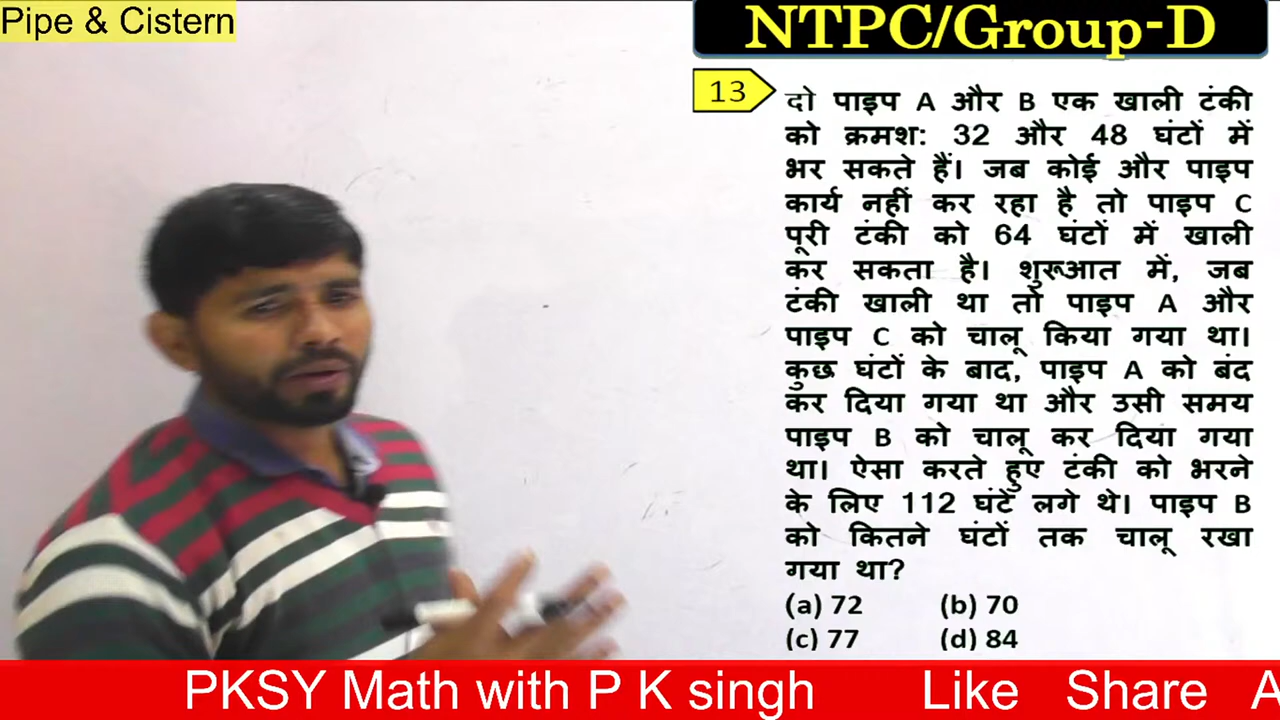 Pipe & Cistern
NTPC/Group-D
13
दो पाइप A और B एक खाली टंकी
को क्रमश: 32 और 48 घंटों में
भर सकते हैं। जब कोई और पाइप
कार्य नहीं कर रहा है तो पाइप C
पूरी टंकी को 64 घंटों में खाली
कर सकता है। शुरूआत में, जब
टंकी खाली था तो पाइप A और
पाइप C को चालू किया गया था।
कुछ घंटों के बाद, पाइप A को बंद
कर दिया गया था और उसी समय
पाइप B को चालू कर दिया गया
था। ऐसा करते हुए टंकी को भरने
के लिए 112 घंटे लगे थे। पाइप B
को कितने घंटों तक चालू रखा
गया था?
(a) 72 (b) 70
(c) 77 (d) 84
PKSY Math with P K singh Like Share A